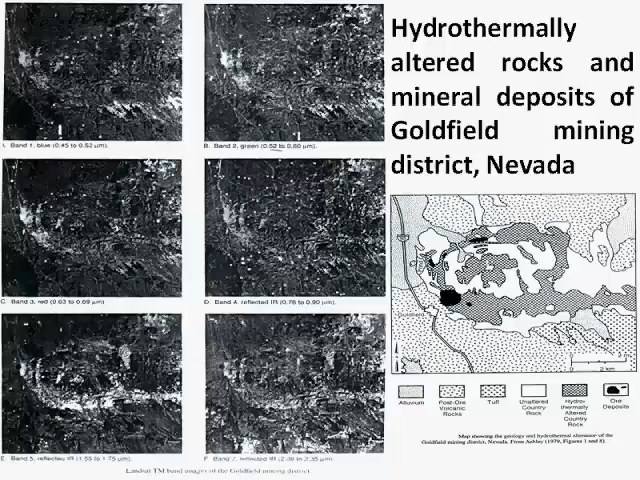 Hydrothermally
altered rocks and
mineral deposits of
Goldfield mining
district, Nevada
A. Band 1, blue (0.45 to 0.52 µm).
B. Band 2, green (0.52 to 0.60 µm).
C. Band 3, red (0.63 to 0.69 µm)
D. Band 4, reflected IR (0.76 to 0.90 µm).
E Band 5, reflected IR (1.55 to 1.75 µm).
F Band 7, reflected IR (2.08 to 2.35 µm).
Landsat TM band images of the Goldfield mining district
2 km
Alluvium
Post-Ore
Volcanic
Rocks
Tuff
Unaltered
Country
Rock
Hydro-
thermally
Altered
Country
Rock
Ore
Deposits
Map showing the geology and hydrothermal alteration of the
Goldfield mining district, Nevada. From Ashley (1979, Figures 1 and 8).